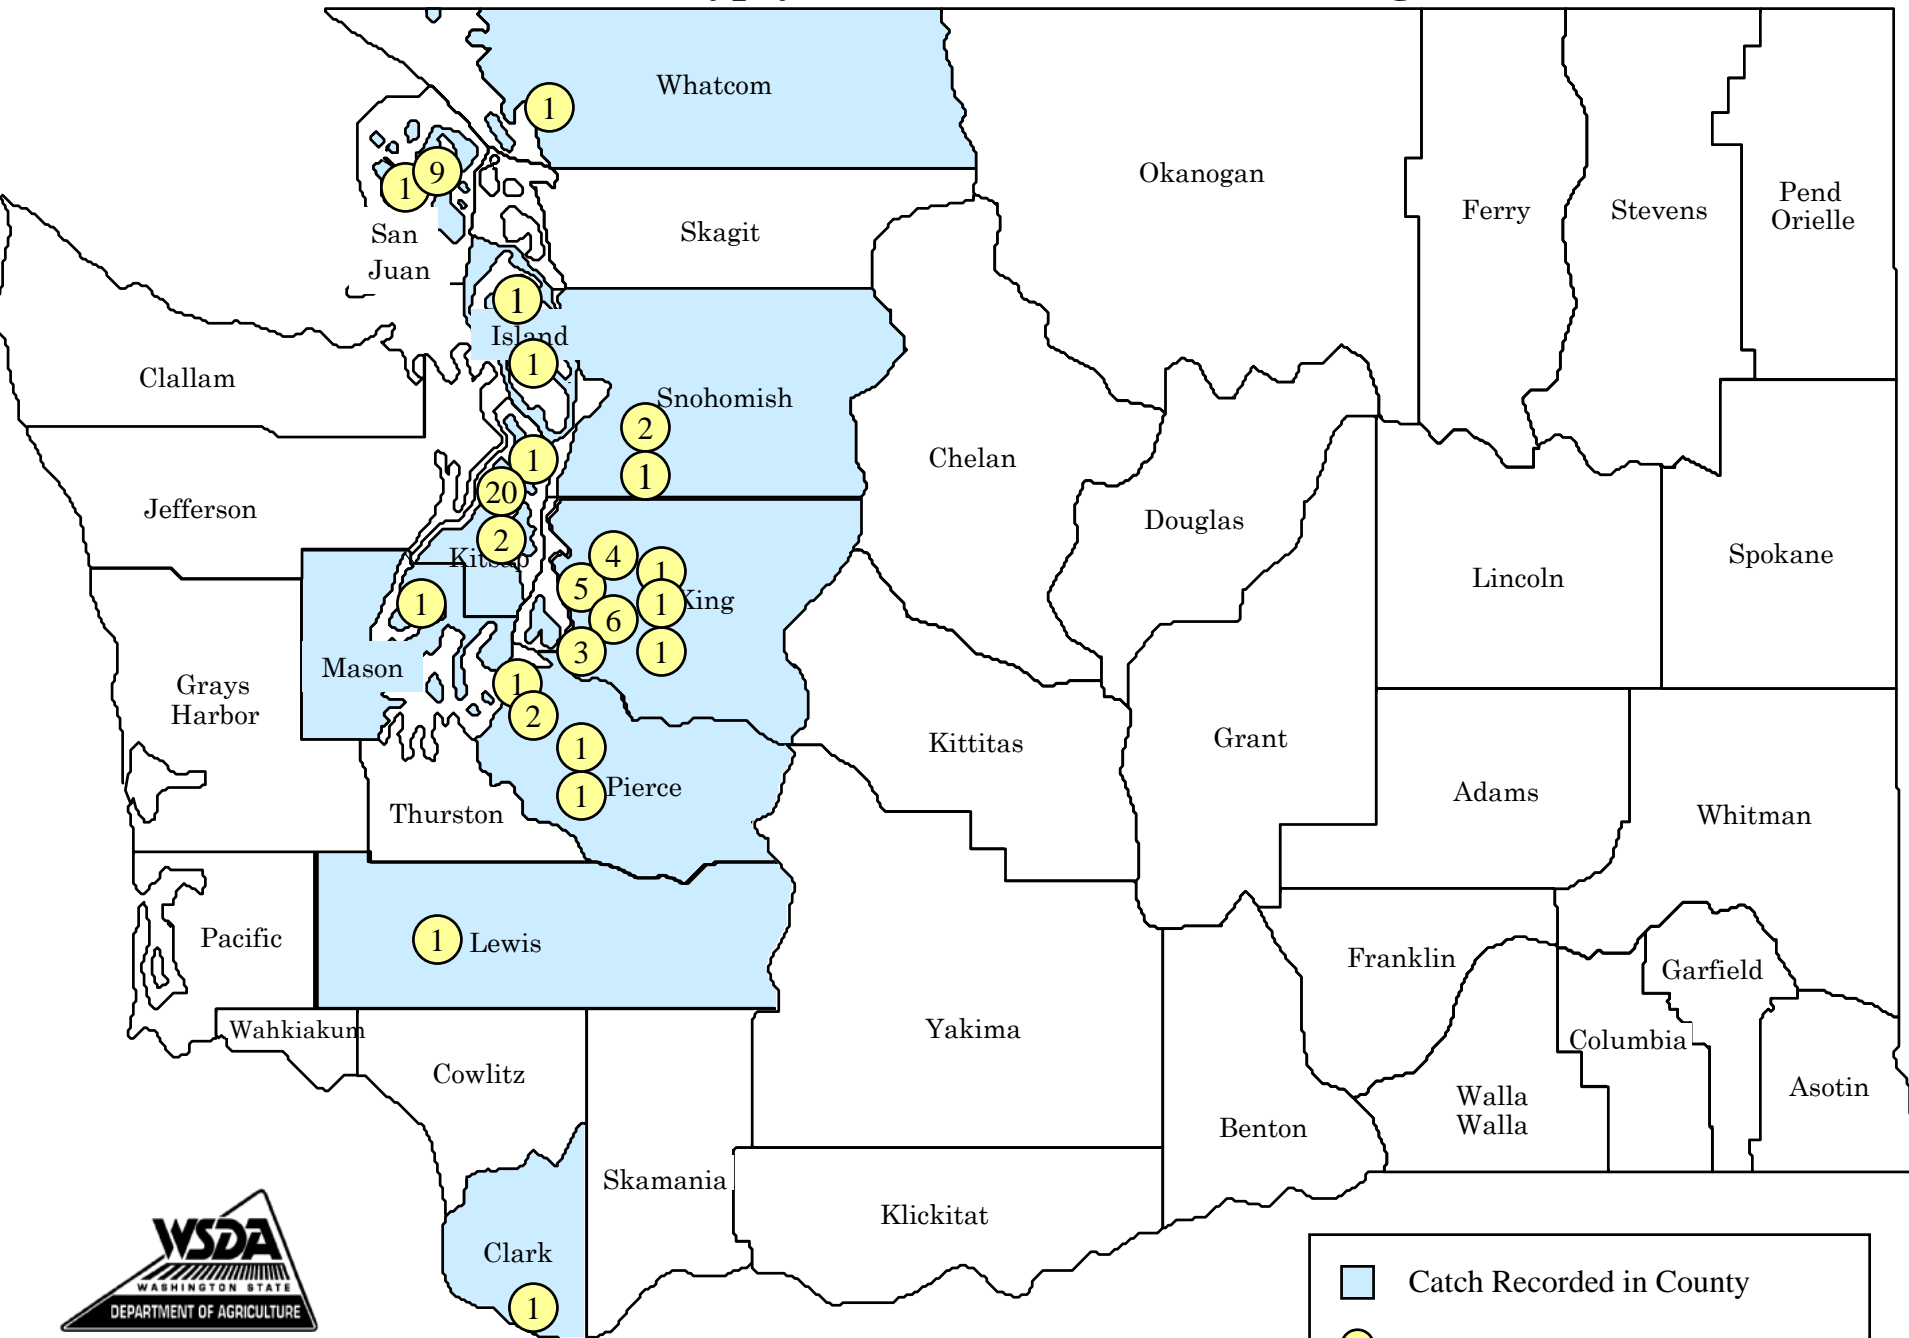 Whatcom
1
9
1
San
Juan
Skagit
Okanogan
Ferry
Stevens
Pend
Orielle
1
Island
1
Clallam
Snohomish
2
1
1
20
2
Kitsap
Chelan
Jefferson
Douglas
Lincoln
Spokane
4
1
5
1
King
6
3
1
1
Mason
Grays
Harbor
1
2
1
1
Pierce
Thurston
Kittitas
Grant
Adams
Whitman
Pacific
1
Lewis
Franklin
Garfield
Wahkiakum
Cowlitz
Yakima
Columbia
Benton
Walla
Walla
Asotin
Skamania
Klickitat
Clark
1
WSDA
WASHINGTON STATE
DEPARTMENT OF AGRICULTURE
Catch Recorded in County